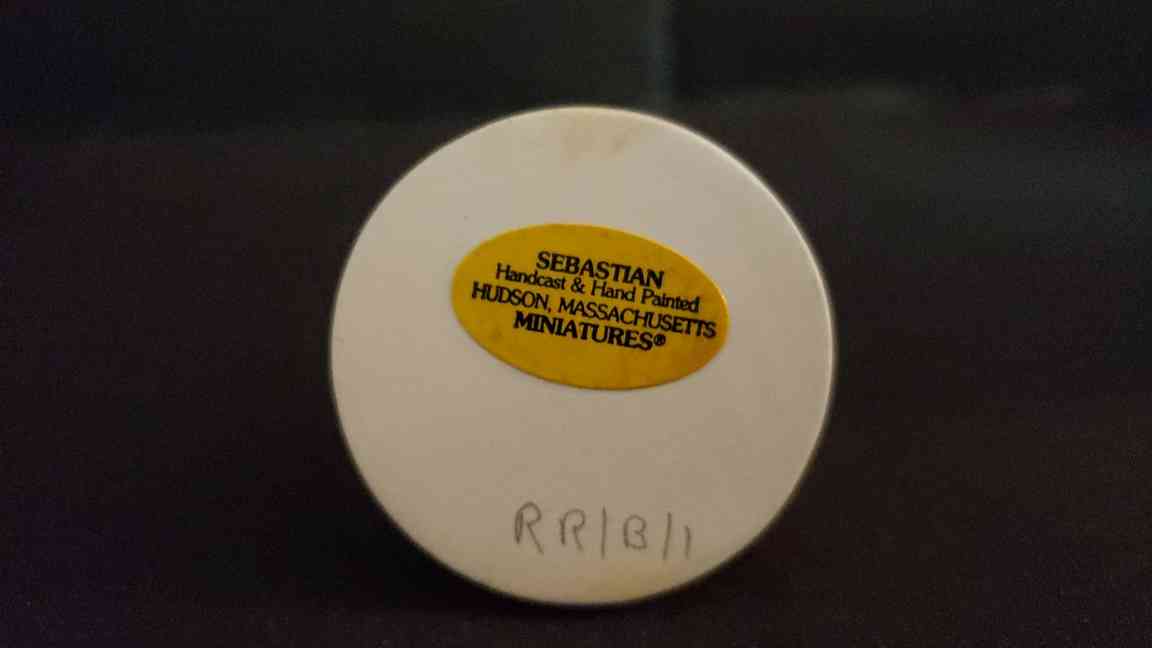 SEBASTIAN
Handcast & Hand Painted
HUDSON, MASSACHUSETTS
MINIATURES®
RR/B/1